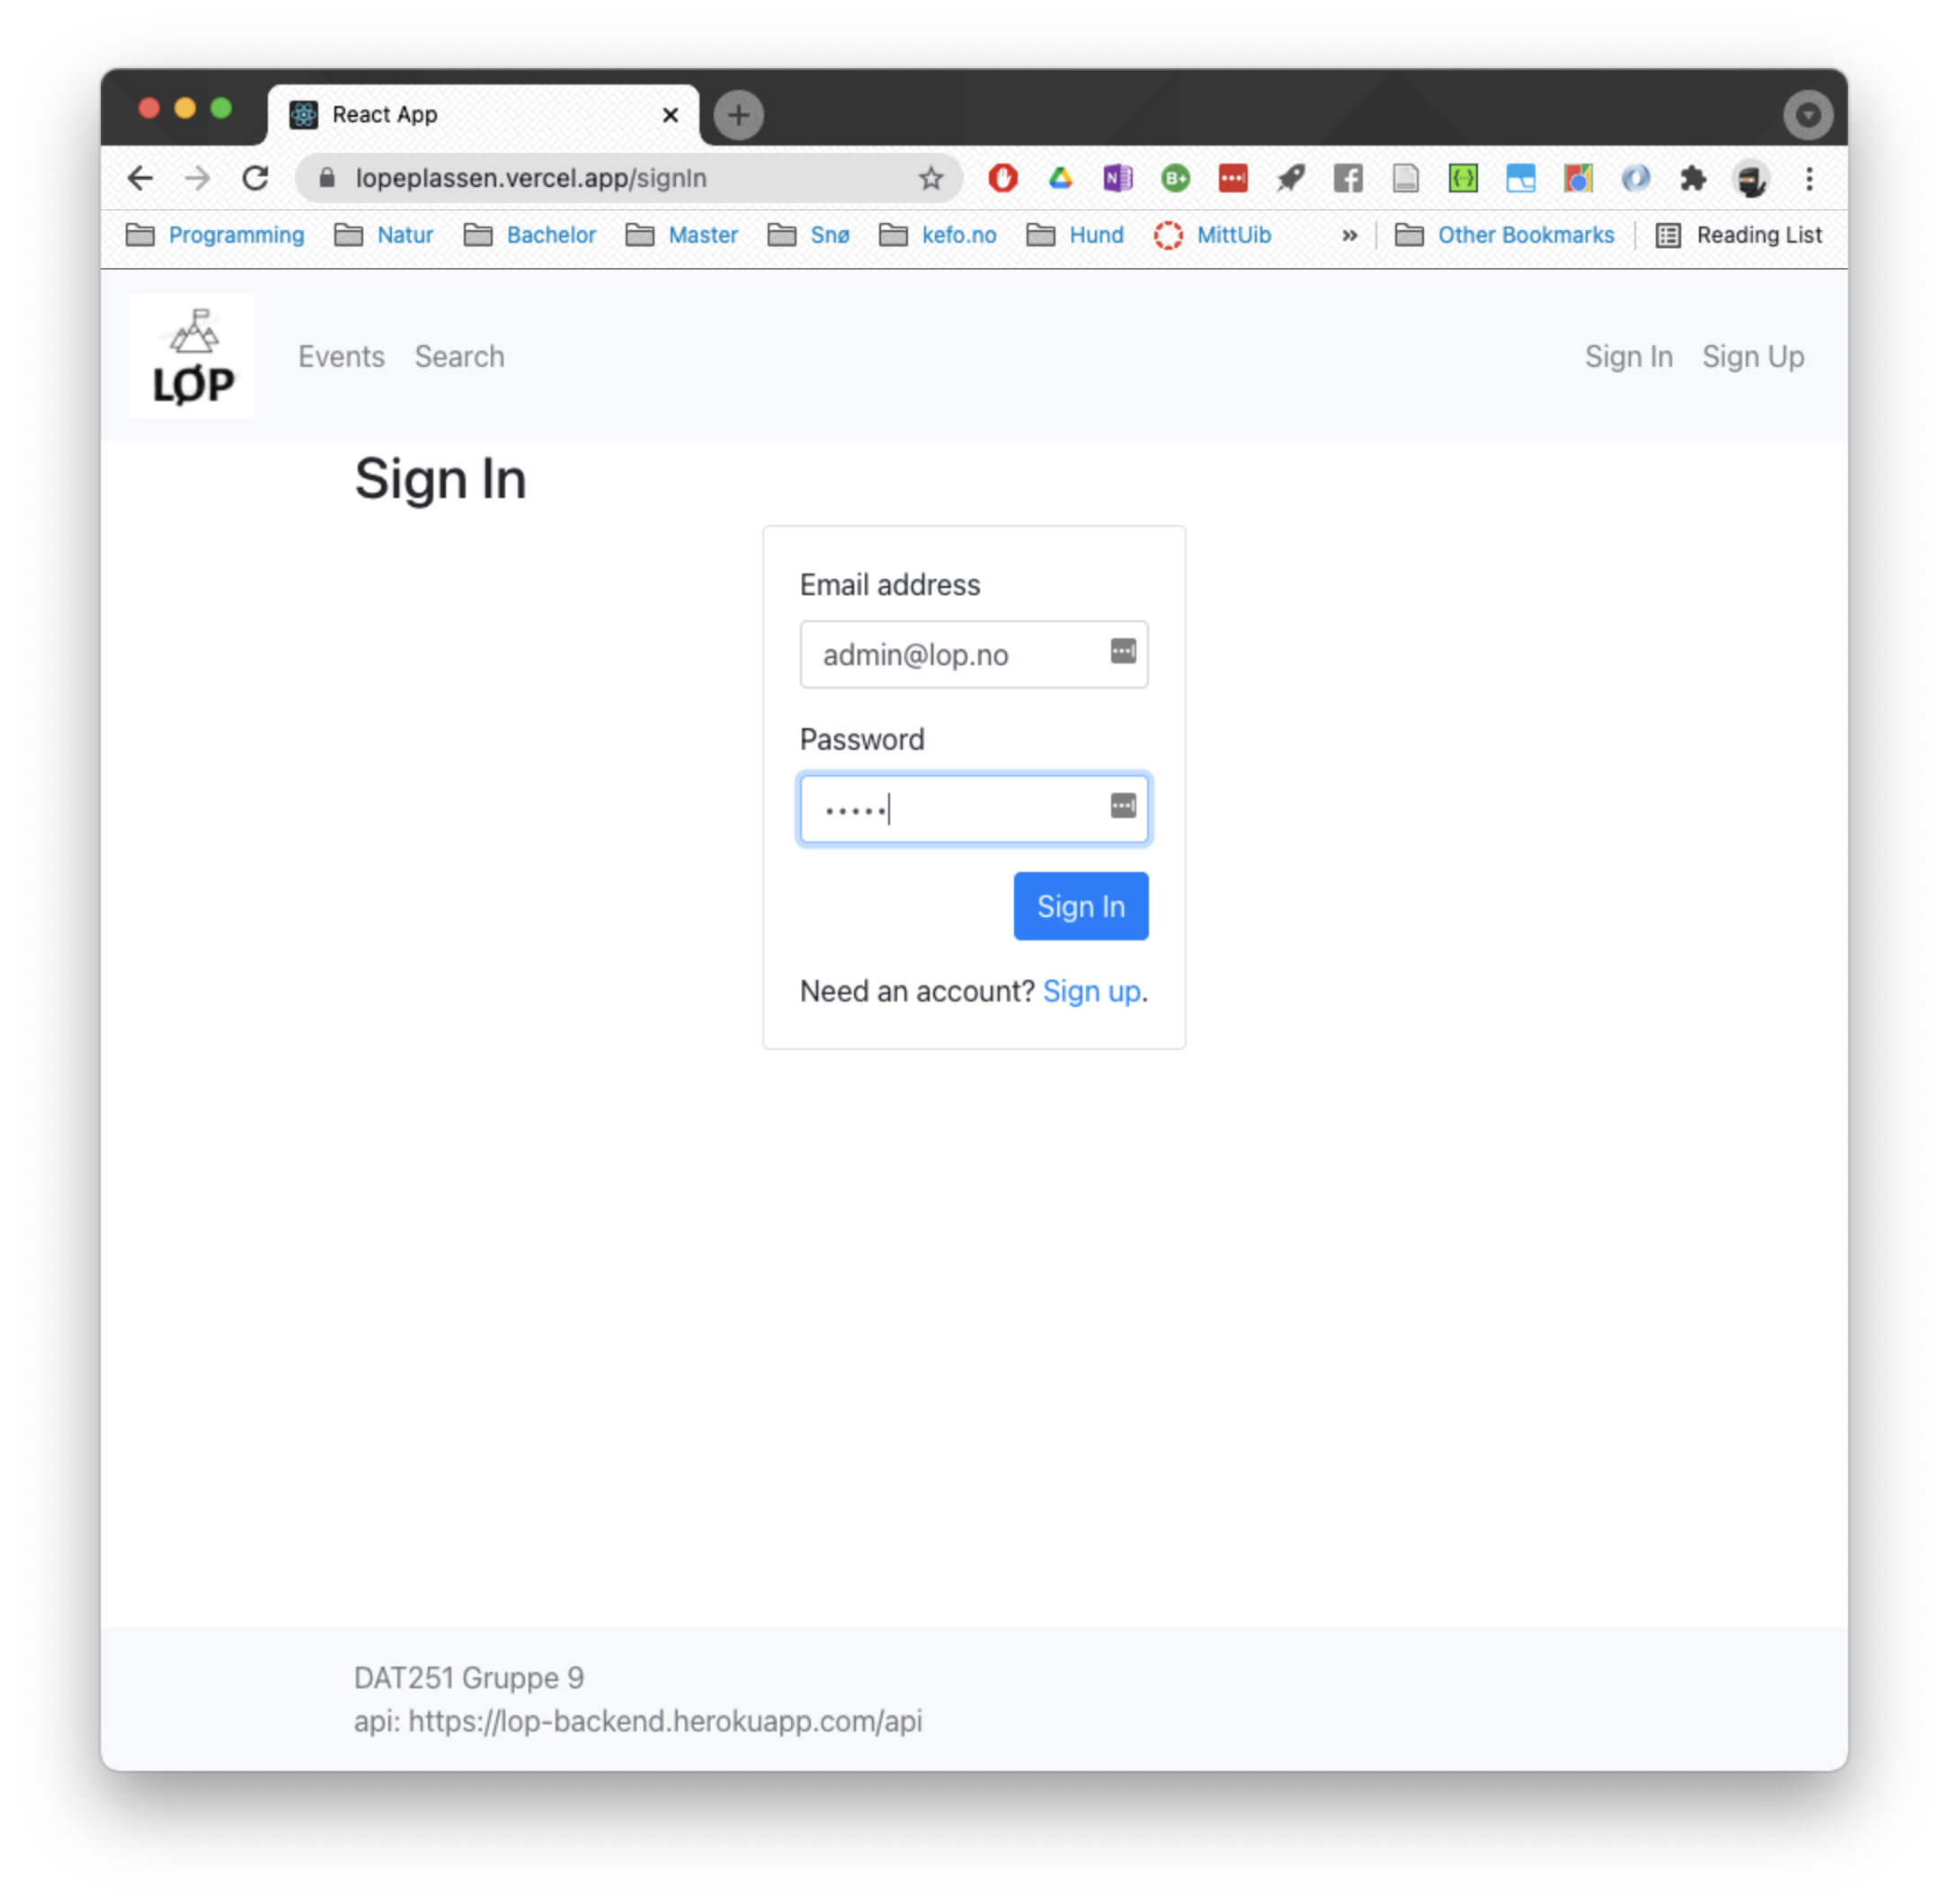 React App
lopeplassen.vercel.app/signIn
Programming Natur Bachelor Master Snø kefo.no Hund MittUib » Other Bookmarks Reading List
LØP
Events Search Sign In Sign Up
Sign In
Email address
admin@lop.no
Password
•••••
Sign In
Need an account? Sign up.
DAT251 Gruppe 9
api: https://lop-backend.herokuapp.com/api